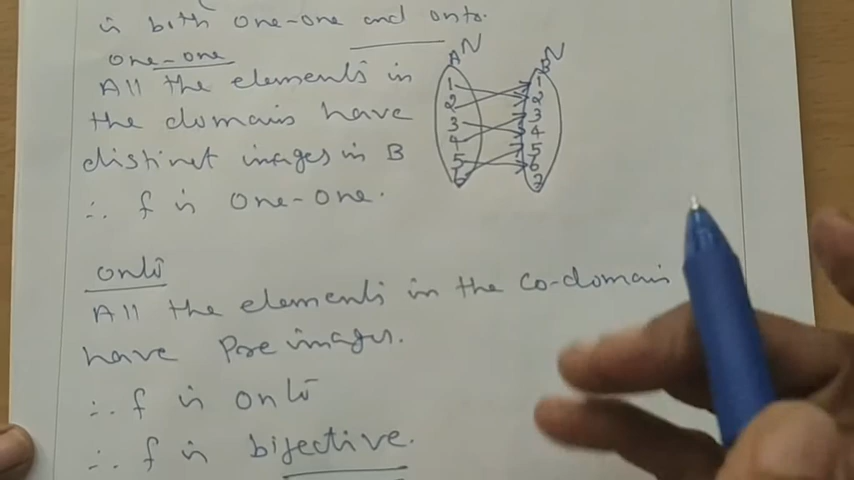 is both one-one and onto.
one-one
All the elements in
the domain have
distinct images in B
∴ f is one-one.
A N
1
2
3
4
5
6
B N
1
2
3
4
5
6
onto
All the elements in the co-domain
have Pre images.
∴ f is onto
∴ f is bijective.